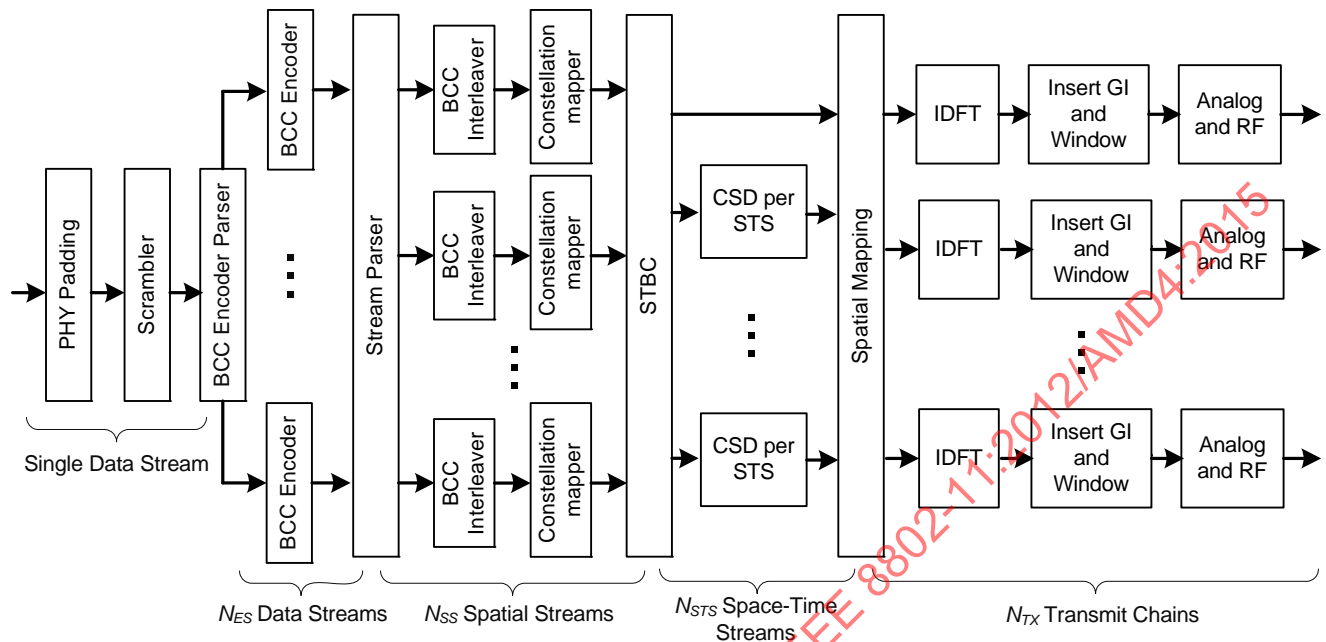 PHY Padding
Scrambler
BCC Encoder Parser
BCC Encoder
BCC Encoder
Stream Parser
BCC
Interleaver
Constellation
mapper
BCC
Interleaver
Constellation
mapper
BCC
Interleaver
Constellation
mapper
STBC
CSD per
STS
CSD per
STS
Spatial Mapping
IDFT
Insert GI
and
Window
Analog
and RF
IDFT
Insert GI
and
Window
Analog
and RF
IDFT
Insert GI
and
Window
Analog
and RF
Single Data Stream
NES Data Streams
NSS Spatial Streams
NSTS Space-Time
Streams
NTX Transmit Chains
EE 8802-11:2012/AMD4:2015